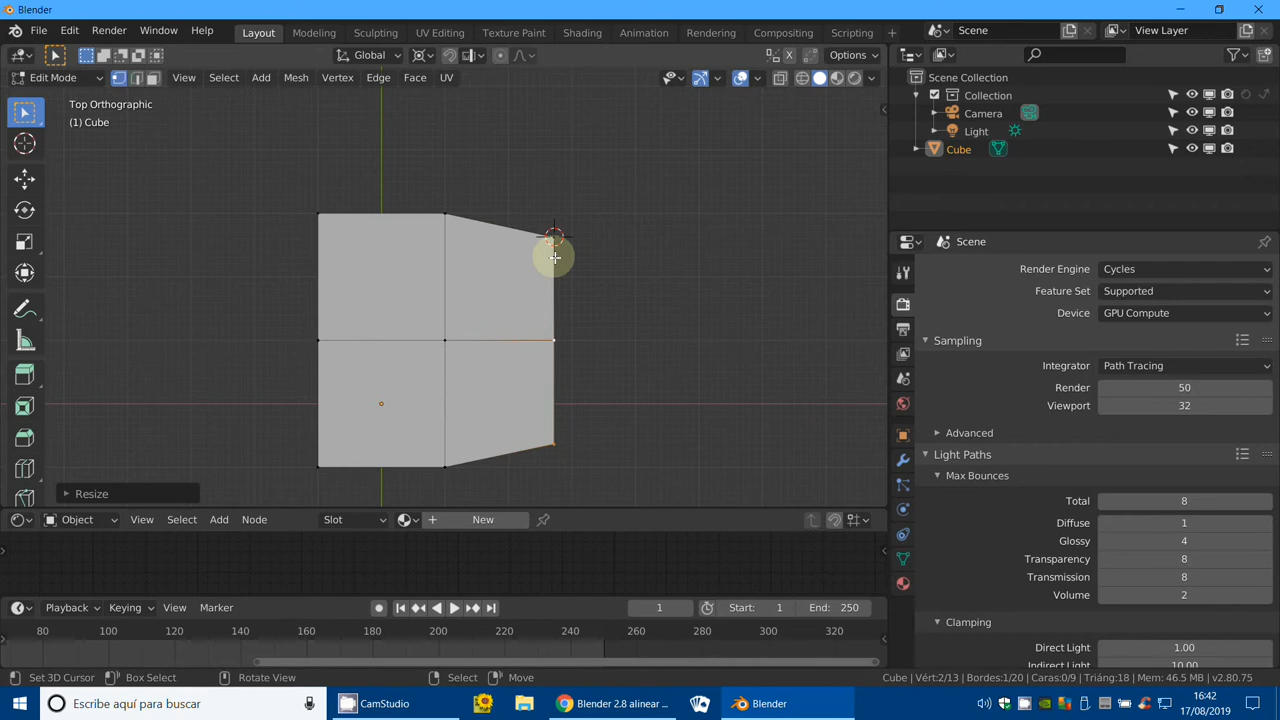 Blender
File Edit Render Window Help Layout Modeling Sculpting UV Editing Texture Paint Shading Animation Rendering Compositing Scripting + Scene View Layer
Global X Options
Edit Mode View Select Add Mesh Vertex Edge Face UV
Top Orthographic
(1) Cube
Scene Collection
Collection
Camera
Light
Cube
Scene
Render Engine Cycles
Feature Set Supported
Device GPU Compute
Sampling
Integrator Path Tracing
Render 50
Viewport 32
Advanced
Light Paths
Max Bounces
Total 8
Diffuse 1
Glossy 4
Transparency 8
Transmission 8
Volume 2
Clamping
Direct Light 1.00
Indirect Light 10.00
Resize
Object View Select Add Node Slot + New
Playback Keying View Marker 1 Start: 1 End: 250
80 100 120 140 160 180 200 220 240 260 280 300 320
Set 3D Cursor Box Select Rotate View Select Move Cube | Vért:2/13 | Bordes:1/20 | Caras:0/9 | Triáng:18 | Mem: 46.5 MB | v2.80.75
Escribe aquí para buscar CamStudio Blender 2.8 alinear ... Blender 16:42
17/08/2019